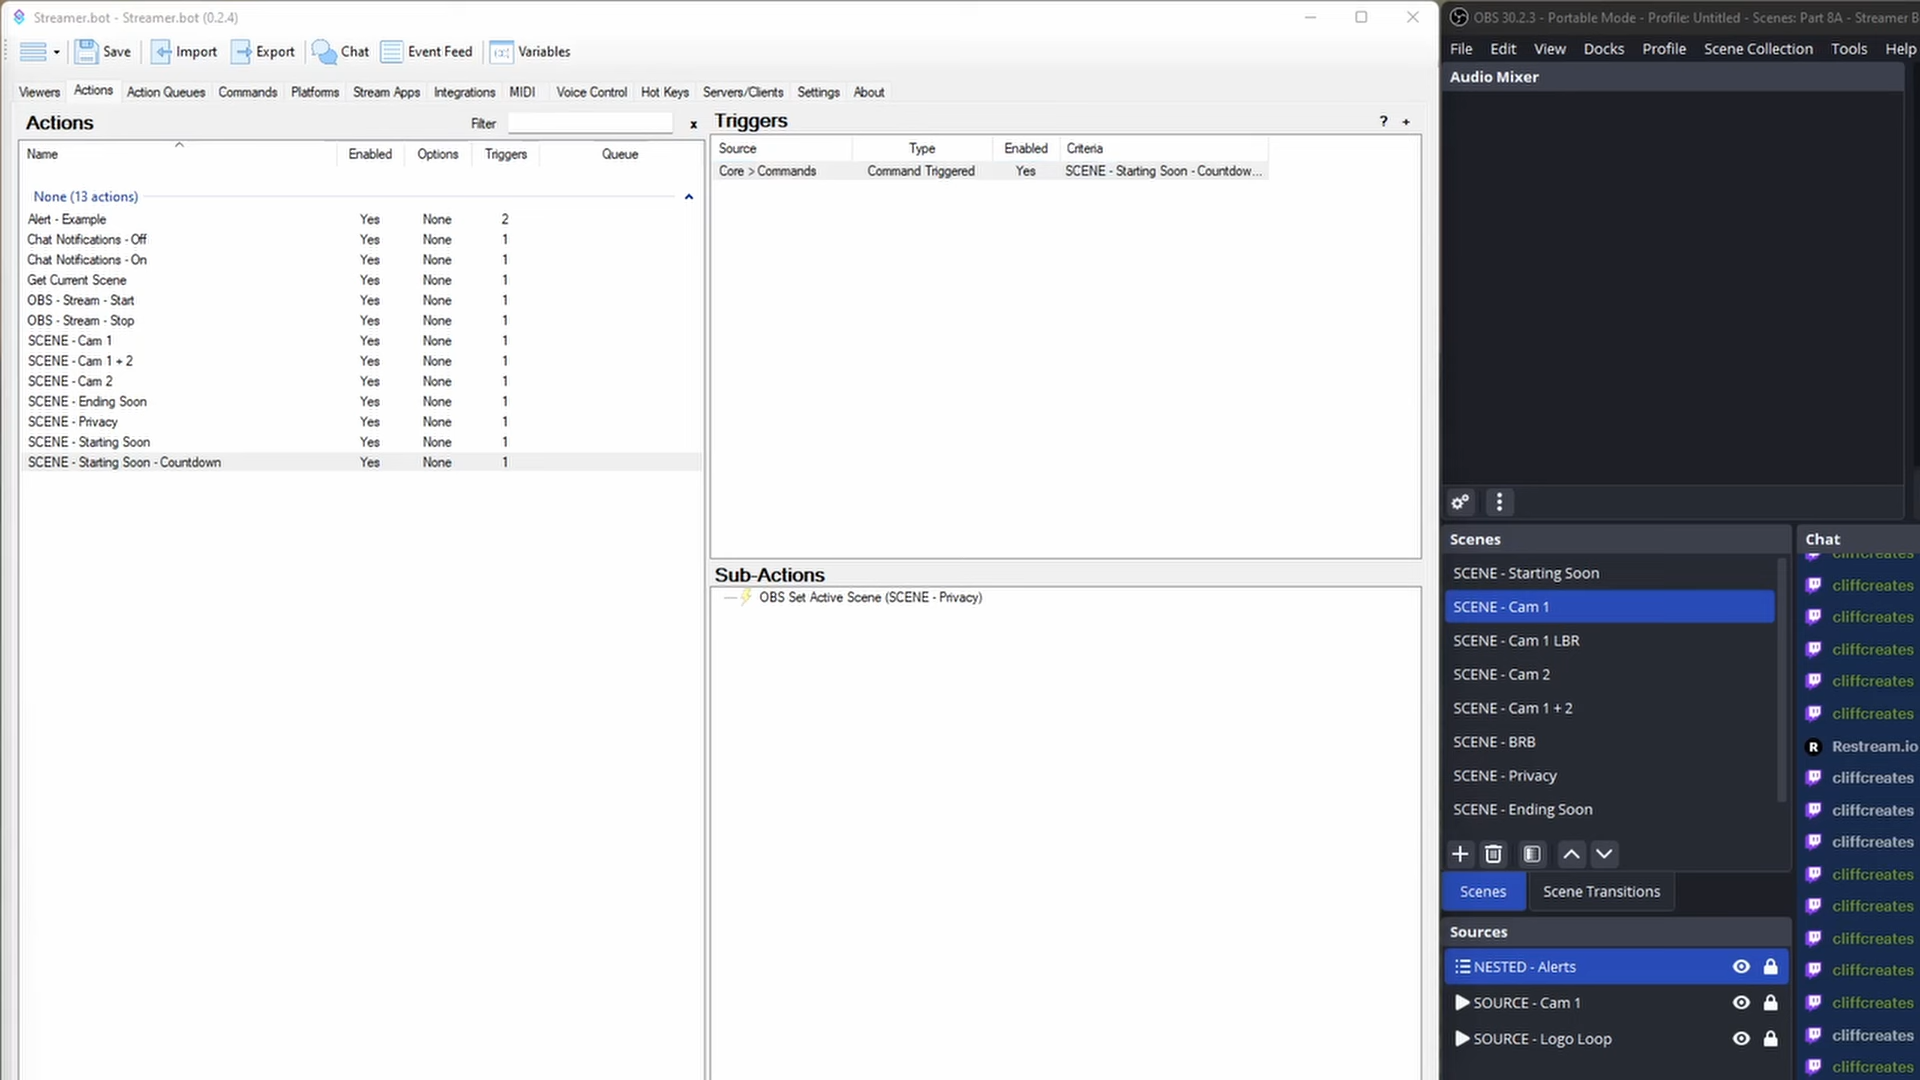 Streamer.bot - Streamer.bot (0.2.4)
Save Import Export Chat Event Feed Variables
Viewers Actions Action Queues Commands Platforms Stream Apps Integrations MIDI Voice Control Hot Keys Servers/Clients Settings About
Actions
Filter
x
Name Enabled Options Triggers Queue
None (13 actions)
Alert - Example Yes None 2
Chat Notifications - Off Yes None 1
Chat Notifications - On Yes None 1
Get Current Scene Yes None 1
OBS - Stream - Start Yes None 1
OBS - Stream - Stop Yes None 1
SCENE - Cam 1 Yes None 1
SCENE - Cam 1 + 2 Yes None 1
SCENE - Cam 2 Yes None 1
SCENE - Ending Soon Yes None 1
SCENE - Privacy Yes None 1
SCENE - Starting Soon Yes None 1
SCENE - Starting Soon - Countdown Yes None 1
Triggers
? +
Source Type Enabled Criteria
Core > Commands Command Triggered Yes SCENE - Starting Soon - Countdow...
Sub-Actions
OBS Set Active Scene (SCENE - Privacy)
OBS 30.2.3 - Portable Mode - Profile: Untitled - Scenes: Part 8A - Streamer B
File Edit View Docks Profile Scene Collection Tools Help
Audio Mixer
Scenes
SCENE - Starting Soon
SCENE - Cam 1
SCENE - Cam 1 LBR
SCENE - Cam 2
SCENE - Cam 1 + 2
SCENE - BRB
SCENE - Privacy
SCENE - Ending Soon
Scenes Scene Transitions
Sources
NESTED - Alerts
SOURCE - Cam 1
SOURCE - Logo Loop
Chat
cliffcreates
cliffcreates
cliffcreates
cliffcreates
cliffcreates
cliffcreates
R Restream.io
cliffcreates
cliffcreates
cliffcreates
cliffcreates
cliffcreates
cliffcreates
cliffcreates
cliffcreates
cliffcreates
cliffcreates